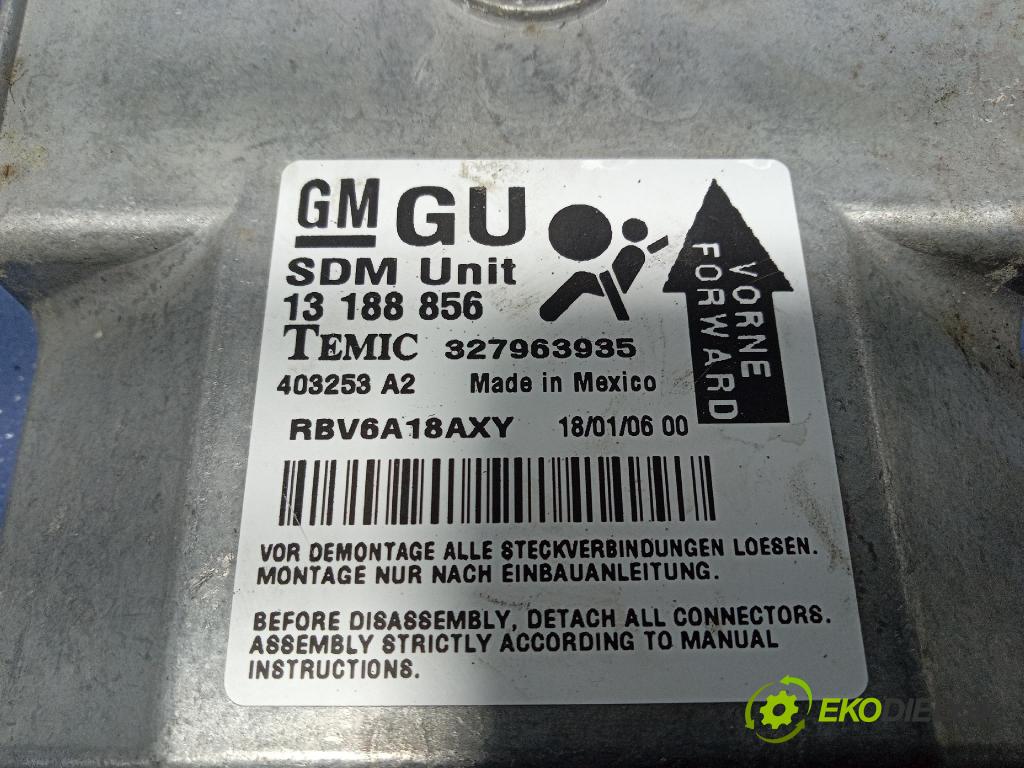 GM GU
SDM Unit
13 188 856
TEMIC 327963935
403253 A2 Made in Mexico
RBV6A18AXY 18/01/06 00
VORNE
FORWARD
VOR DEMONTAGE ALLE STECKVERBINDUNGEN LOESEN.
MONTAGE NUR NACH EINBAUANLEITUNG.
BEFORE DISASSEMBLY, DETACH ALL CONNECTORS.
ASSEMBLY STRICTLY ACCORDING TO MANUAL
INSTRUCTIONS.